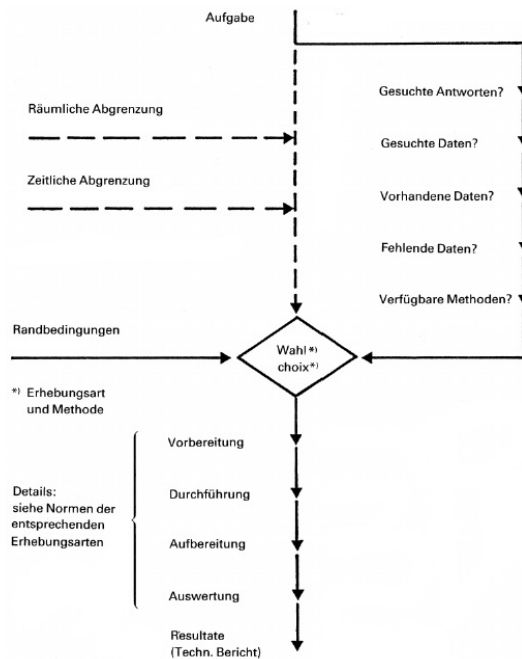 Aufgabe
Gesuchte Antworten?
Räumliche Abgrenzung
Gesuchte Daten?
Zeitliche Abgrenzung
Vorhandene Daten?
Fehlende Daten?
Verfügbare Methoden?
Randbedingungen
Wahl *)
choix*)
*) Erhebungsart
und Methode
Vorbereitung
Details:
siehe Normen der
entsprechenden
Erhebungsarten
Durchführung
Aufbereitung
Auswertung
Resultate
(Techn. Bericht)